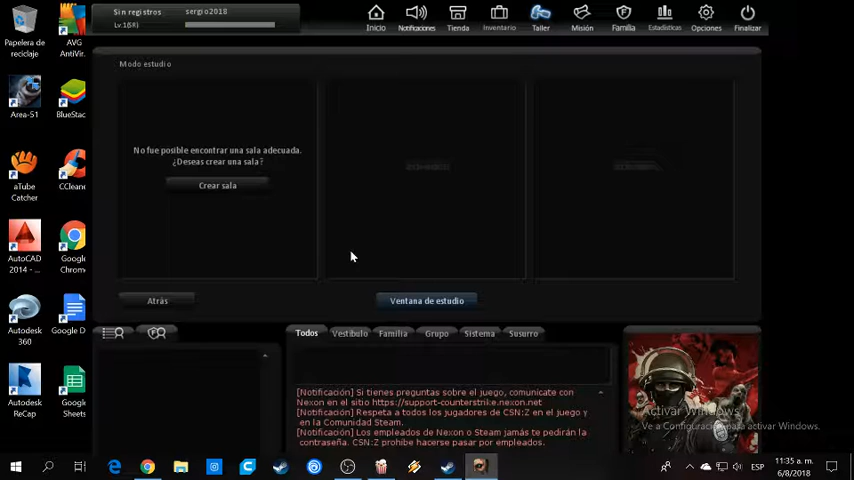 Papelera de
reciclaje
AVG
AntiVir...
Area-51
BlueStack
aTube
Catcher
CCleane
AutoCAD
2014 - ...
Google
Chrome
Autodesk
360
Google D
Autodesk
ReCap
Google
Sheets
Sin registros
sergio2018
Lv.1(R)
Inicio
Notificaciones
Tienda
Inventario
Taller
Misión
Familia
Estadísticas
Opciones
Finalizar
Modo estudio
No fue posible encontrar una sala adecuada.
¿Deseas crear una sala?
Crear sala
Atrás
Ventana de estudio
Todos
Vestíbulo
Familia
Grupo
Sistema
Susurro
[Notificación] Si tienes preguntas sobre el juego, comunícate con
Nexon en el sitio https://support-counterstrike.nexon.net
[Notificación] Respeta a todos los jugadores de CSN:Z en el juego y
en la Comunidad Steam.
[Notificación] Los empleados de Nexon o Steam jamás te pedirán la
contraseña. CSN:Z prohíbe hacerse pasar por empleados.
Activar Windows
Ve a Configuración para activar Windows.
ESP
11:35 a. m.
6/8/2018